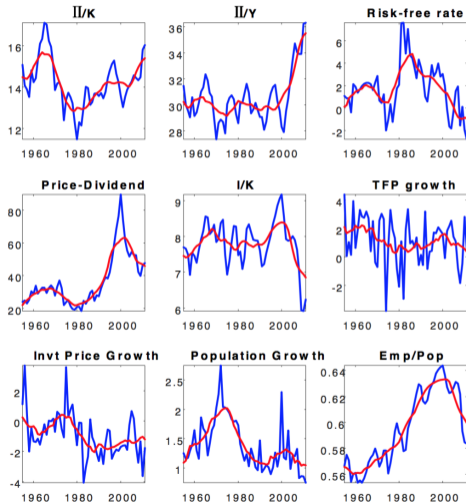 Π/K Π/Y Risk-free rate
16 36 6
34 4
14 32 2
30 0
12 28 -2
1960 1980 2000 1960 1980 2000 1960 1980 2000
Price-Dividend I/K TFP growth
80 9 4
60 8 2
40 7 0
20 6 -2
1960 1980 2000 1960 1980 2000 1960 1980 2000
Invt Price Growth Population Growth Emp/Pop
2 2.5 0.64
0 2 0.62
-2 1.5 0.6
-4 1 0.58
0.56
1960 1980 2000 1960 1980 2000 1960 1980 2000